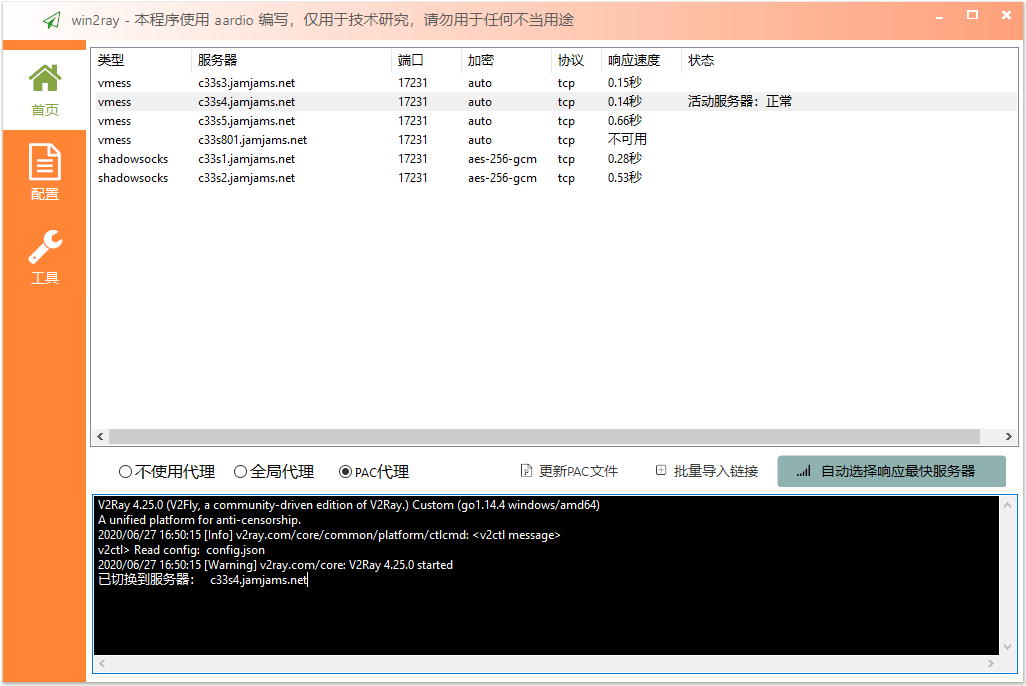 win2ray - 本程序使用 aardio 编写，仅用于技术研究，请勿用于任何不当用途
首页
配置
工具
类型 服务器 端口 加密 协议 响应速度 状态
vmess c33s3.jamjams.net 17231 auto tcp 0.15秒
vmess c33s4.jamjams.net 17231 auto tcp 0.14秒 活动服务器：正常
vmess c33s5.jamjams.net 17231 auto tcp 0.66秒
vmess c33s801.jamjams.net 17231 auto tcp 不可用
shadowsocks c33s1.jamjams.net 17231 aes-256-gcm tcp 0.28秒
shadowsocks c33s2.jamjams.net 17231 aes-256-gcm tcp 0.53秒
不使用代理 全局代理 PAC代理 更新PAC文件 批量导入链接 自动选择响应最快服务器
V2Ray 4.25.0 (V2Fly, a community-driven edition of V2Ray.) Custom (go1.14.4 windows/amd64)
A unified platform for anti-censorship.
2020/06/27 16:50:15 [Info] v2ray.com/core/common/platform/ctlcmd: <v2ctl message>
v2ctl> Read config:  config.json
2020/06/27 16:50:15 [Warning] v2ray.com/core: V2Ray 4.25.0 started
已切换到服务器：  c33s4.jamjams.net